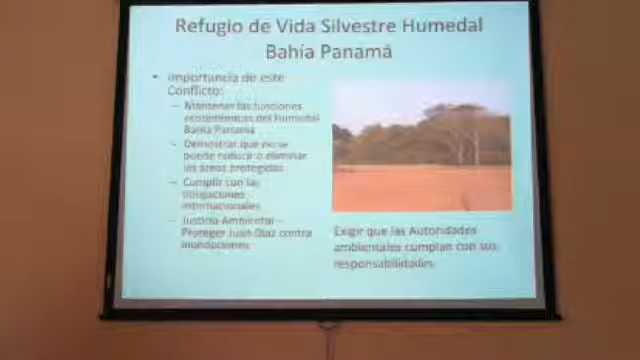 Refugio de Vida Silvestre Humedal
Bahía Panamá
• Importancia de este
Conflicto:
– Mantener las funciones
ecosistémicas del Humedal
Bahía Panamá
– Demostrar que no se
puede reducir o eliminar
las áreas protegidas
– Cumplir con las
obligaciones
internacionales
– Justicia Ambiental –
Proteger Juan Díaz contra
inundaciones
Exigir que las Autoridades
ambientales cumplan con sus
responsabilidades.